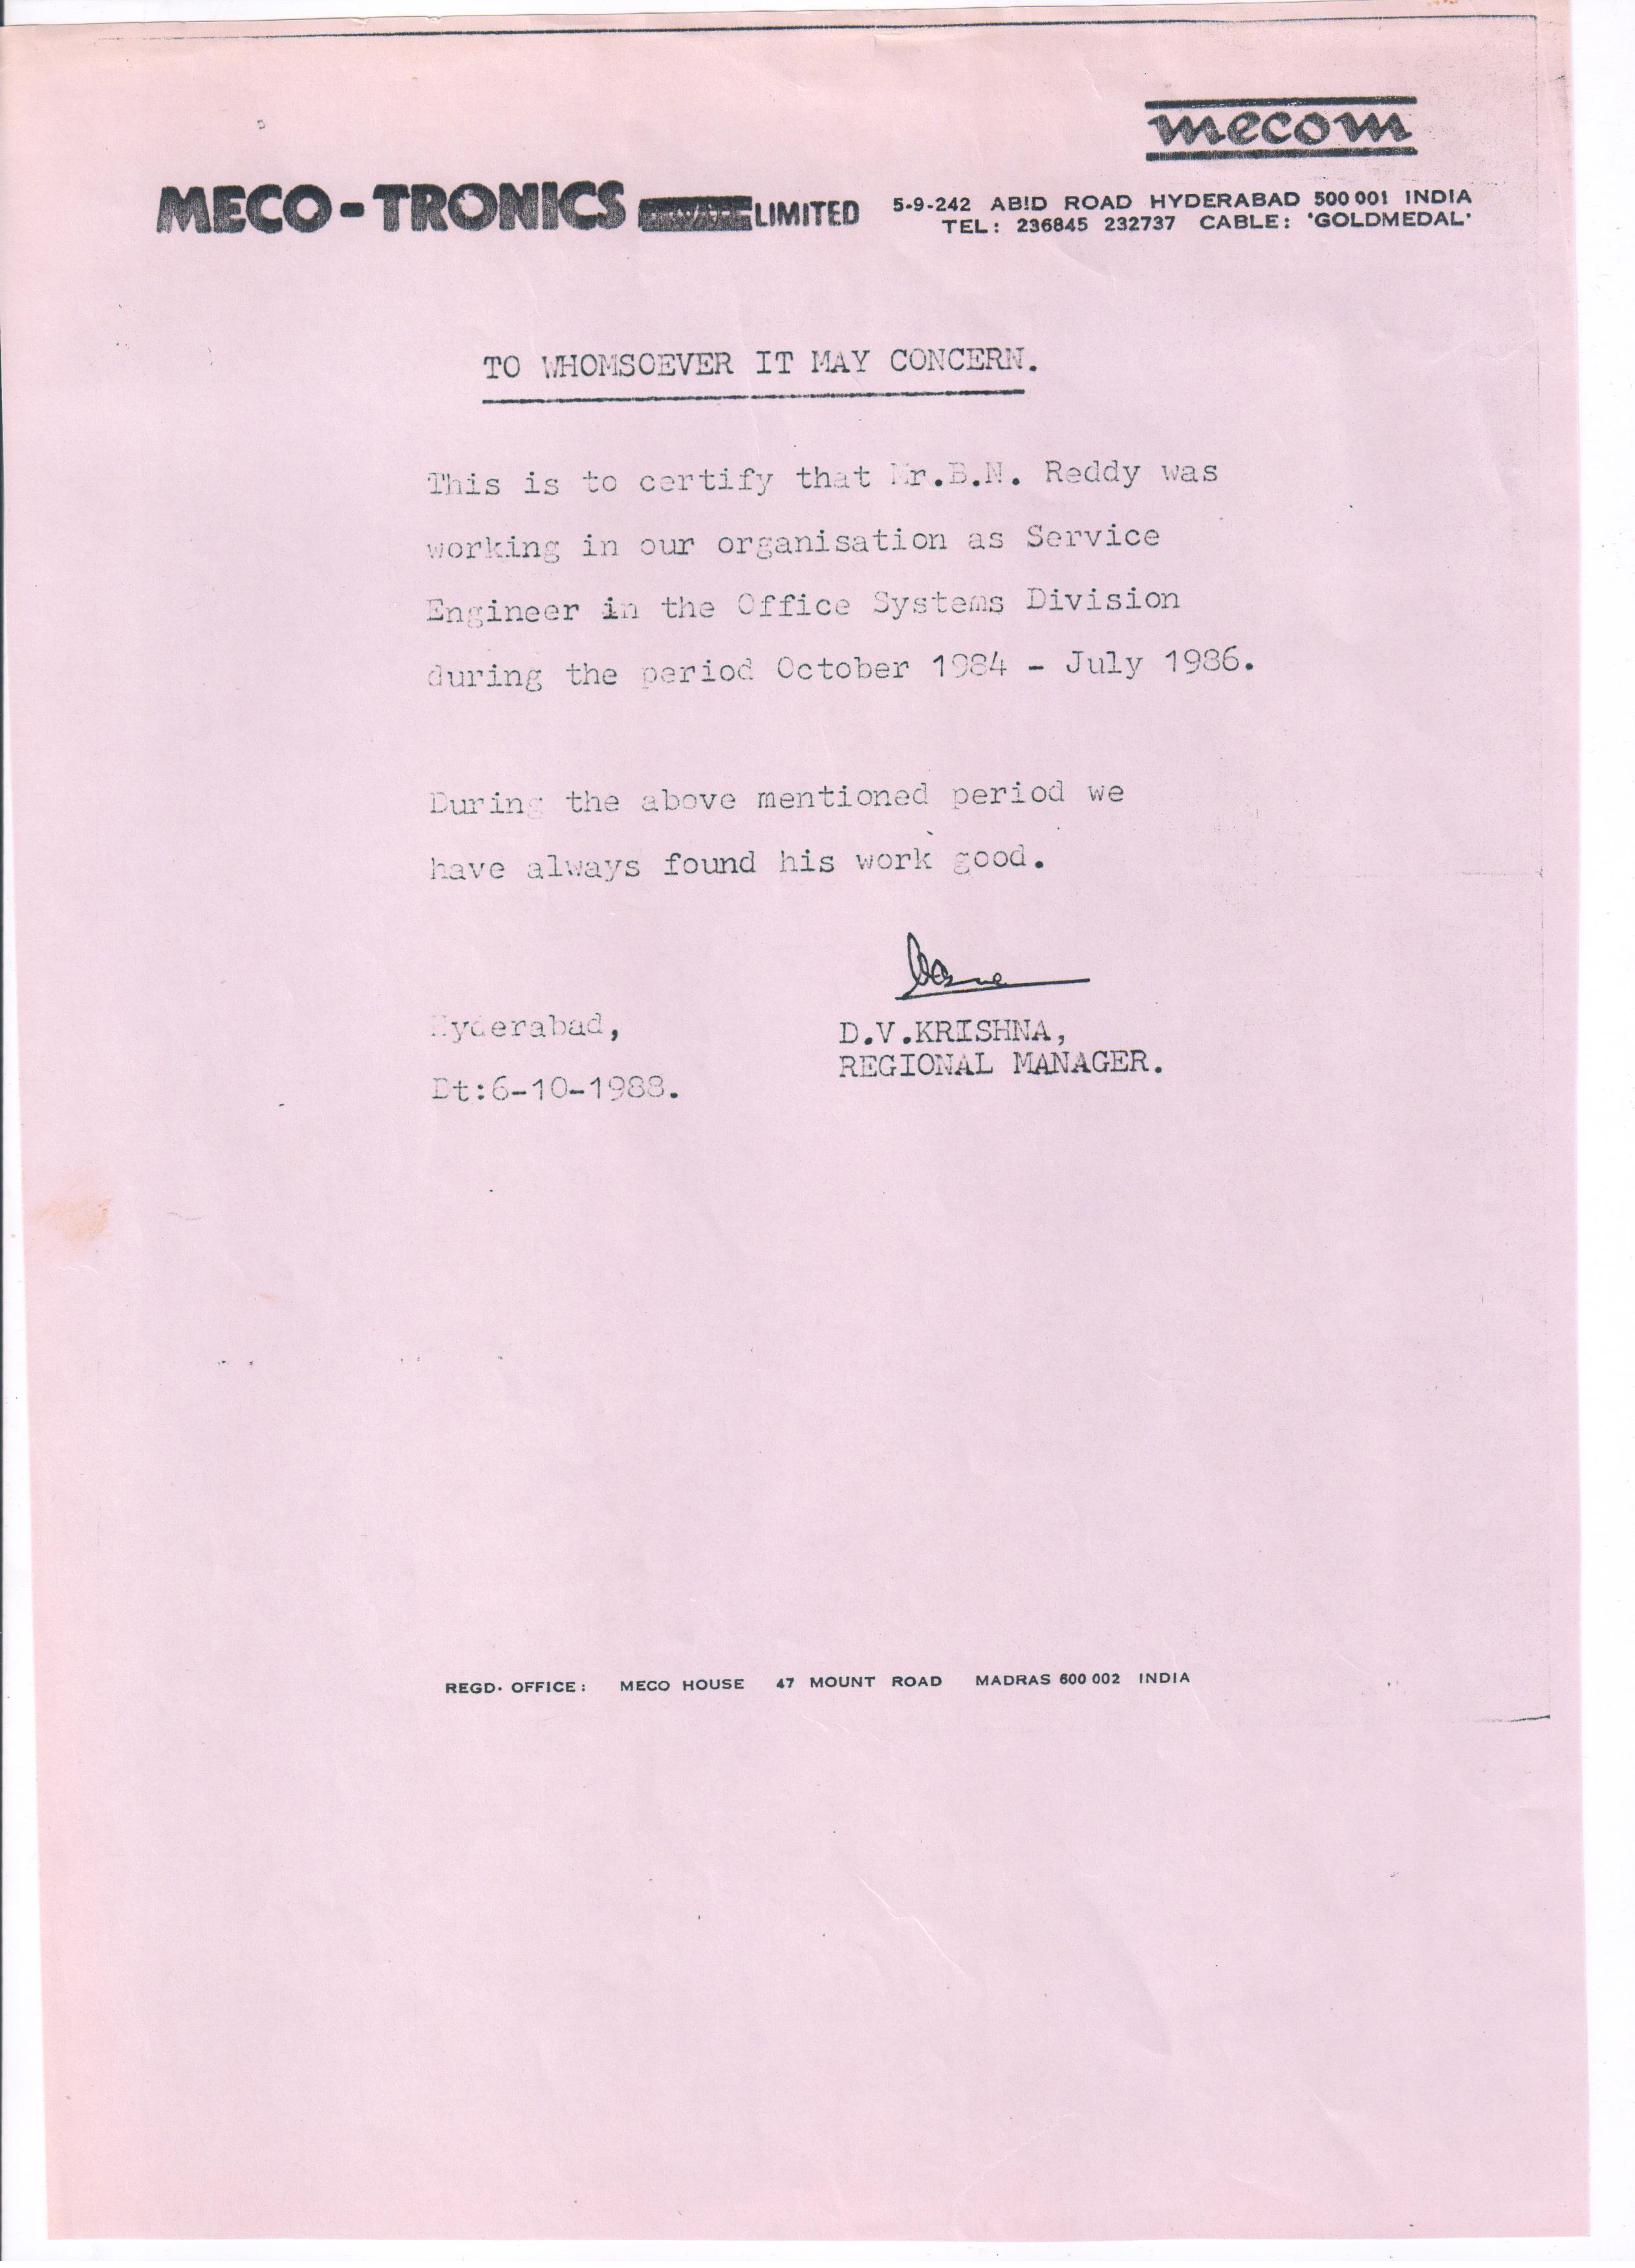 mecom
MECO-TRONICS LIMITED
5-9-242 ABID ROAD HYDERABAD 500 001 INDIA
TEL: 236845 232737 CABLE: 'GOLDMEDAL'
TO WHOMSOEVER IT MAY CONCERN.
This is to certify that Mr.B.N. Reddy was
working in our organisation as Service
Engineer in the Office Systems Division
during the period October 1984 - July 1986.
During the above mentioned period we
have always found his work good.
Hyderabad,
Dt:6-10-1988.
D.V.KRISHNA,
REGIONAL MANAGER.
REGD. OFFICE: MECO HOUSE 47 MOUNT ROAD MADRAS 600 002 INDIA